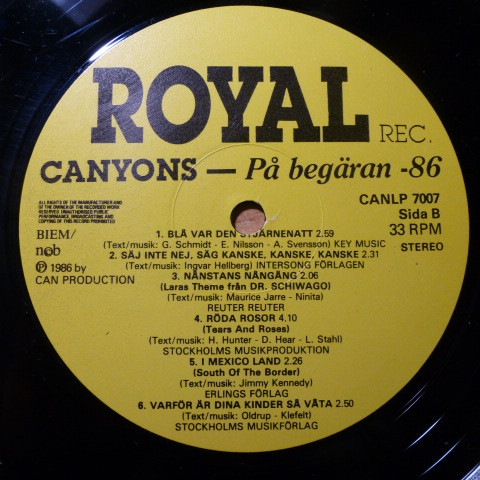 ROYAL REC.
CANYONS — På begäran -86
ALL RIGHTS OF THE MANUFACTURER AND
OF THE OWNER OF THE RECORDED WORK
RESERVED UNAUTHORISED PUBLIC
PERFORMANCE, BROADCASTING AND
COPYING OF THIS RECORD PROHIBITED
CANLP 7007
Sida B
33 RPM
STEREO
BIEM/
nob
Ⓟ 1986 by
CAN PRODUCTION
1. BLÅ VAR DEN STJÄRNENATT 2.59
(Text/musik: G. Schmidt - E. Nilsson - A. Svensson) KEY MUSIC
2. SÄJ INTE NEJ, SÄG KANSKE, KANSKE, KANSKE 2.31
(Text/musik: Ingvar Hellberg) INTERSONG FÖRLAGEN
3. NÅNSTANS NÅNGÅNG 2.06
(Laras Theme från DR. SCHIWAGO)
(Text/musik: Maurice Jarre - Ninita)
REUTER REUTER
4. RÖDA ROSOR 4.10
(Tears And Roses)
(Text/musik: H. Hunter - D. Hear - L. Stahl)
STOCKHOLMS MUSIKPRODUKTION
5. I MEXICO LAND 2.26
(South Of The Border)
(Text/musik: Jimmy Kennedy)
ERLINGS FÖRLAG
6. VARFÖR ÄR DINA KINDER SÅ VÅTA 2.50
(Text/musik: Oldrup - Klefelt)
STOCKHOLMS MUSIKFÖRLAG